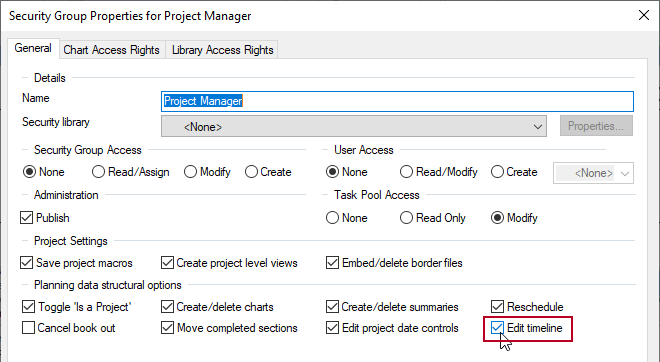 Security Group Properties for Project Manager
General Chart Access Rights Library Access Rights
Details
Name Project Manager
Security library <None> Properties...
Security Group Access User Access
None Read/Assign Modify Create None Read/Modify Create <None>
Administration Task Pool Access
Publish None Read Only Modify
Project Settings
Save project macros Create project level views Embed/delete border files
Planning data structural options
Toggle 'Is a Project' Create/delete charts Create/delete summaries Reschedule
Cancel book out Move completed sections Edit project date controls Edit timeline